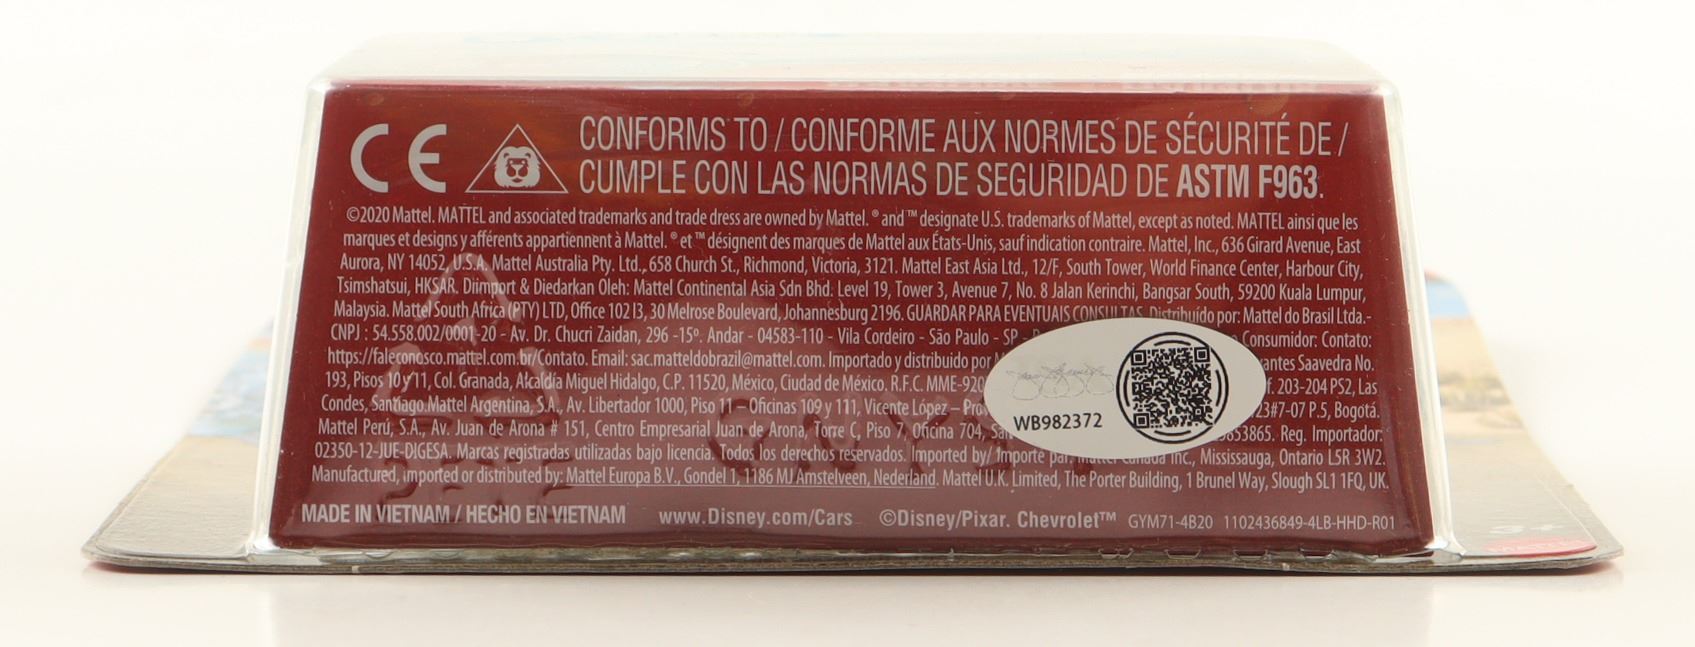 CE
CONFORMS TO / CONFORME AUX NORMES DE SÉCURITÉ DE /
CUMPLE CON LAS NORMAS DE SEGURIDAD DE ASTM F963.
©2020 Mattel. MATTEL and associated trademarks and trade dress are owned by Mattel. ® and ™ designate U.S. trademarks of Mattel, except as noted. MATTEL ainsi que les
marques et designs y afférents appartiennent à Mattel. ® et ™ désignent des marques de Mattel aux États-Unis, sauf indication contraire. Mattel, Inc., 636 Girard Avenue, East
Aurora, NY 14052, U.S.A. Mattel Australia Pty. Ltd., 658 Church St., Richmond, Victoria, 3121. Mattel East Asia Ltd., 12/F, South Tower, World Finance Center, Harbour City,
Tsimshatsui, HKSAR. Diimport & Diedarkan Oleh: Mattel Continental Asia Sdn Bhd. Level 19, Tower 3, Avenue 7, No. 8 Jalan Kerinchi, Bangsar South, 59200 Kuala Lumpur,
Malaysia. Mattel South Africa (PTY) LTD, Office 102 I3, 30 Melrose Boulevard, Johannesburg 2196. GUARDAR PARA EVENTUAIS CONSULTAS. Distribuído por: Mattel do Brasil Ltda.-
CNPJ : 54.558.002/0001-20 - Av. Dr. Chucri Zaidan, 296 -15º. Andar - 04583-110 - Vila Cordeiro - São Paulo - SP - Consumidor: Contato:
https://faleconosco.mattel.com.br/Contato. Email: sac.matteldobrazil@mattel.com. Importado y distribuido por Saavedra No.
193, Pisos 10 y 11, Col. Granada, Alcaldía Miguel Hidalgo, C.P. 11520, México, Ciudad de México. R.F.C. MME-920 203-204 PS2, Las
Condes, Santiago. Mattel Argentina, S.A., Av. Libertador 1000, Piso 11 – Oficinas 109 y 111, Vicente López – #7-07 P.5, Bogotá.
Mattel Perú, S.A., Av. Juan de Arona # 151, Centro Empresarial Juan de Arona, Torre C, Piso 7, Oficina 704, 853865. Reg. Importador:
02350-12-JUE-DIGESA. Marcas registradas utilizadas bajo licencia. Todos los derechos reservados. Imported by/ Importé par Mattel Canada Inc., Mississauga, Ontario L5R 3W2.
Manufactured, imported or distributed by: Mattel Europa B.V., Gondel 1, 1186 MJ Amstelveen, Nederland. Mattel U.K. Limited, The Porter Building, 1 Brunel Way, Slough SL1 1FQ, UK.
MADE IN VIETNAM / HECHO EN VIETNAM www.Disney.com/Cars ©Disney/Pixar. Chevrolet™ GYM71-4B20 1102436849-4LB-HHD-R01
WB982372